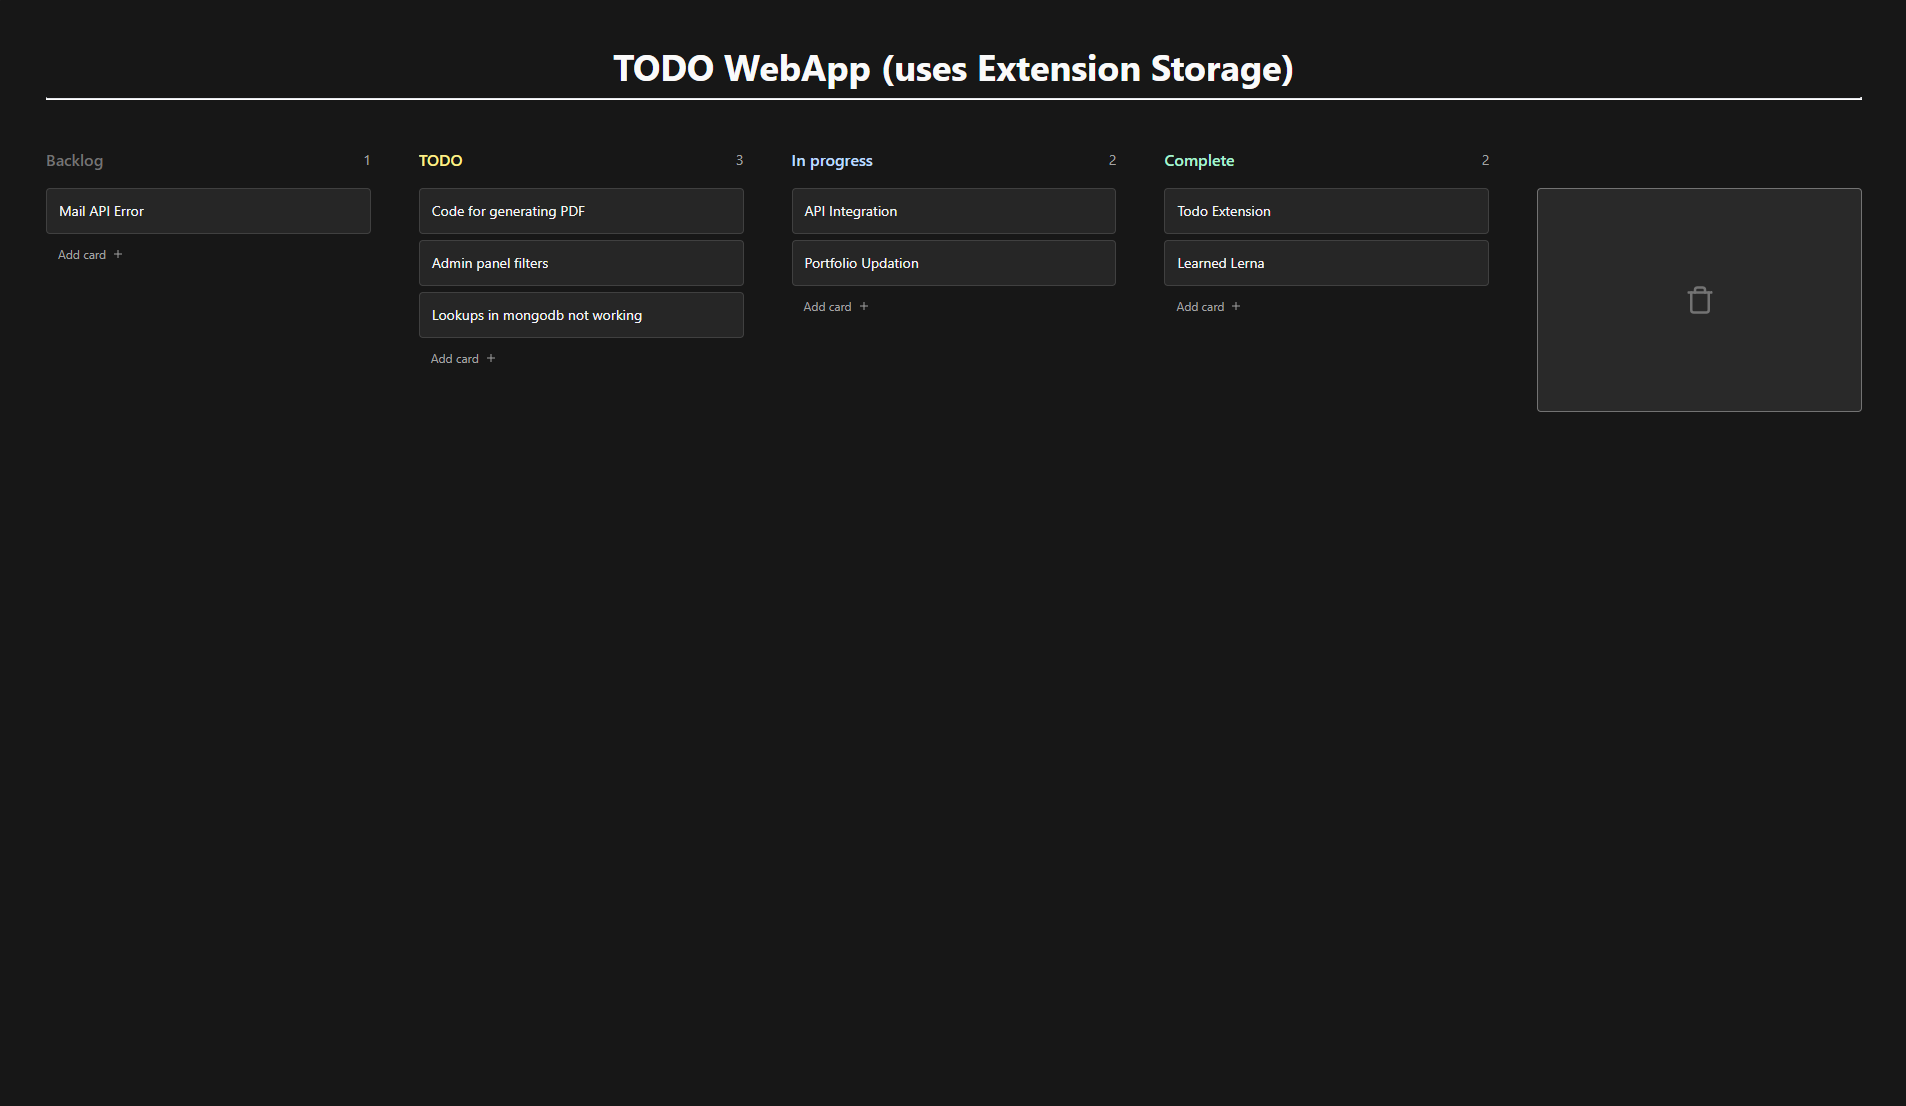 TODO WebApp (uses Extension Storage)
Backlog 1
Mail API Error
Add card +
TODO 3
Code for generating PDF
Admin panel filters
Lookups in mongodb not working
Add card +
In progress 2
API Integration
Portfolio Updation
Add card +
Complete 2
Todo Extension
Learned Lerna
Add card +